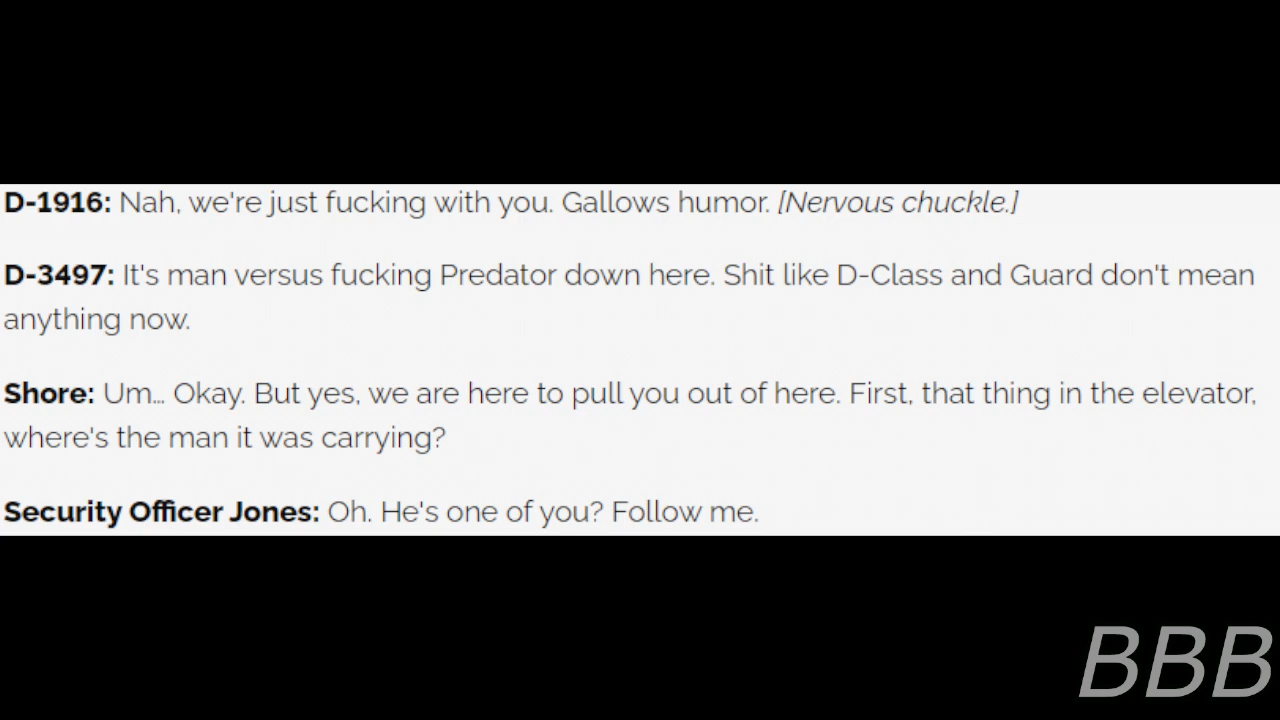 D-1916: Nah, we're just fucking with you. Gallows humor. [Nervous chuckle.]
D-3497: It's man versus fucking Predator down here. Shit like D-Class and Guard don't mean
anything now.
Shore: Um… Okay. But yes, we are here to pull you out of here. First, that thing in the elevator,
where's the man it was carrying?
Security Officer Jones: Oh. He's one of you? Follow me.
BBB